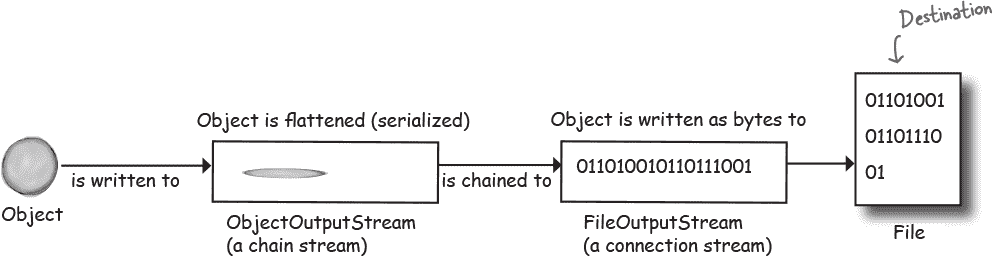 Destination
Object is flattened (serialized)
Object is written as bytes to
01101001
01101110
01
011010010110111001
is written to
is chained to
Object
ObjectOutputStream
(a chain stream)
FileOutputStream
(a connection stream)
File